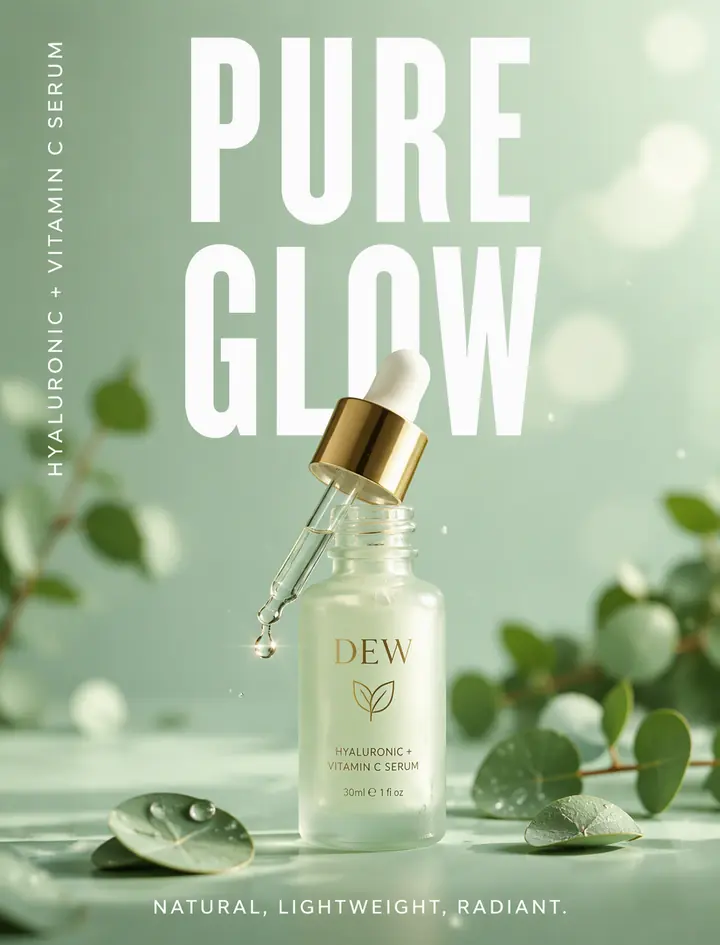 HYALURONIC + VITAMIN C SERUM
PURE
GLOW
DEW
HYALURONIC +
VITAMIN C SERUM
30ml ℮ 1 fl oz
NATURAL, LIGHTWEIGHT, RADIANT.